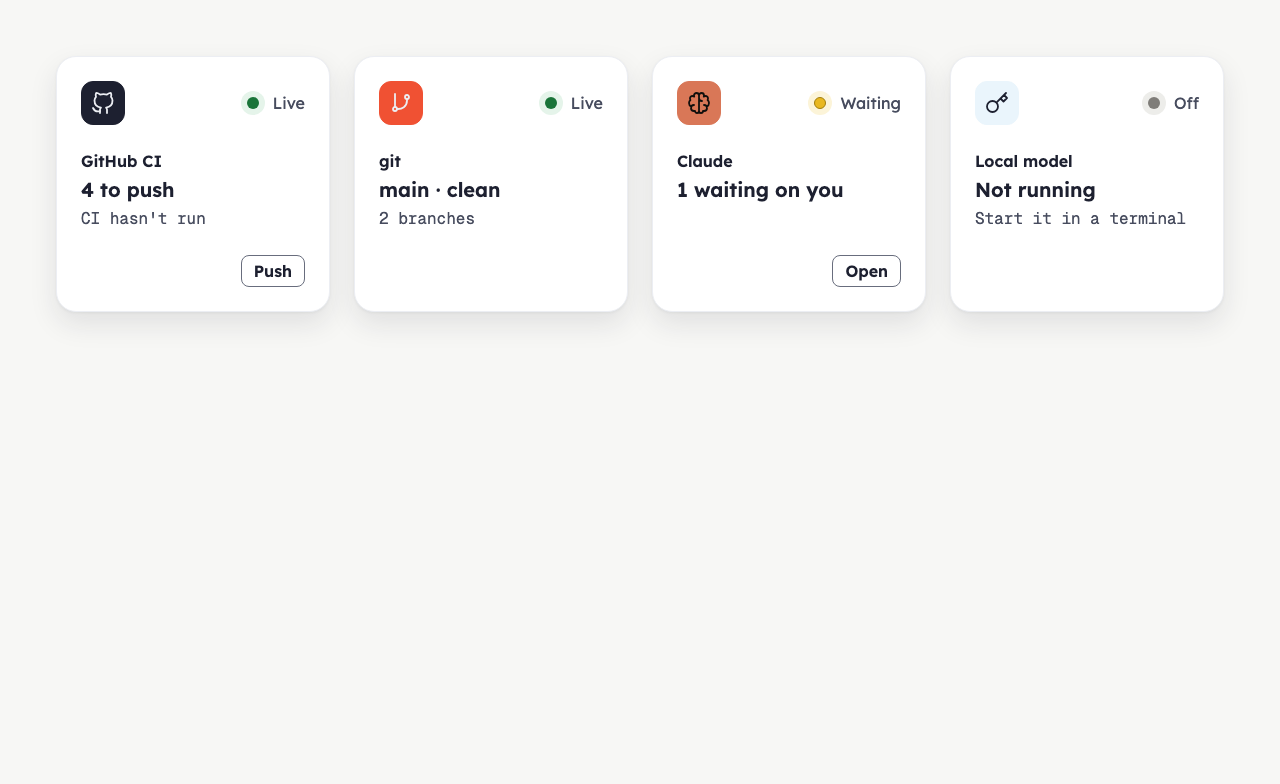 Live
GitHub CI
4 to push
CI hasn't run
Push
Live
git
main · clean
2 branches
Waiting
Claude
1 waiting on you
Open
Off
Local model
Not running
Start it in a terminal